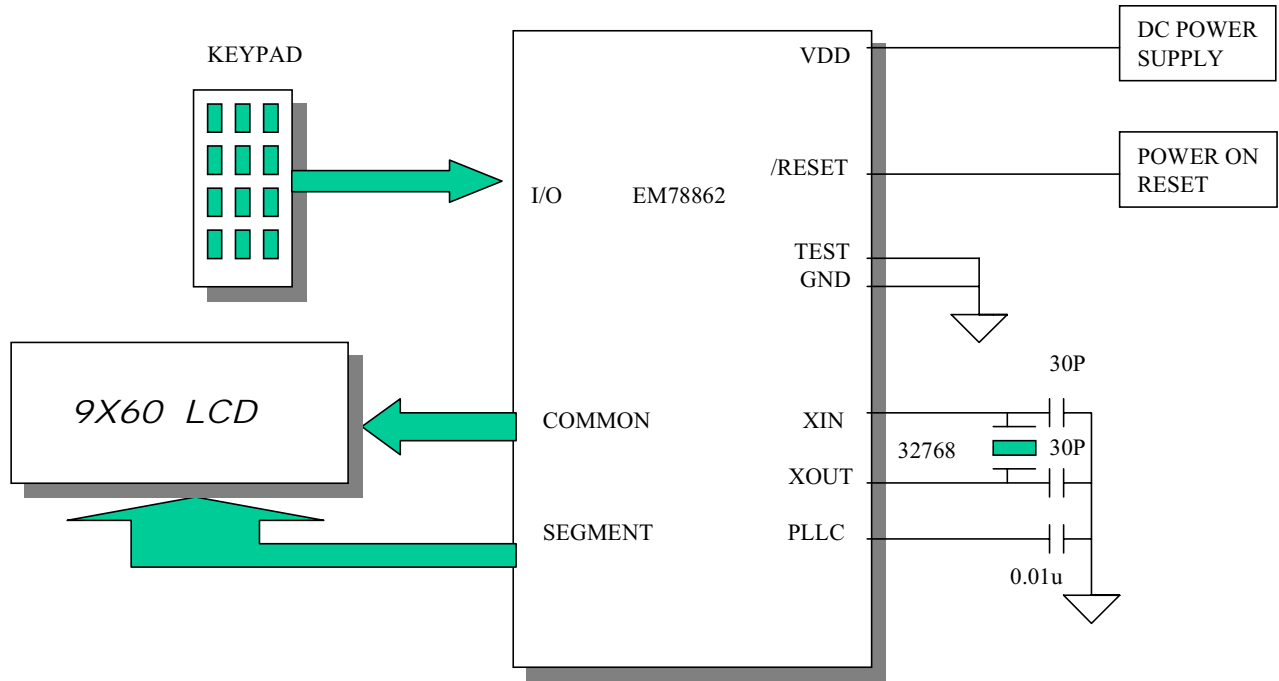 KEYPAD
VDD
DC POWER
SUPPLY
/RESET
POWER ON
RESET
I/O
EM78862
TEST
GND
9X60 LCD
COMMON
SEGMENT
XIN
XOUT
PLLC
30P
32768
30P
0.01u